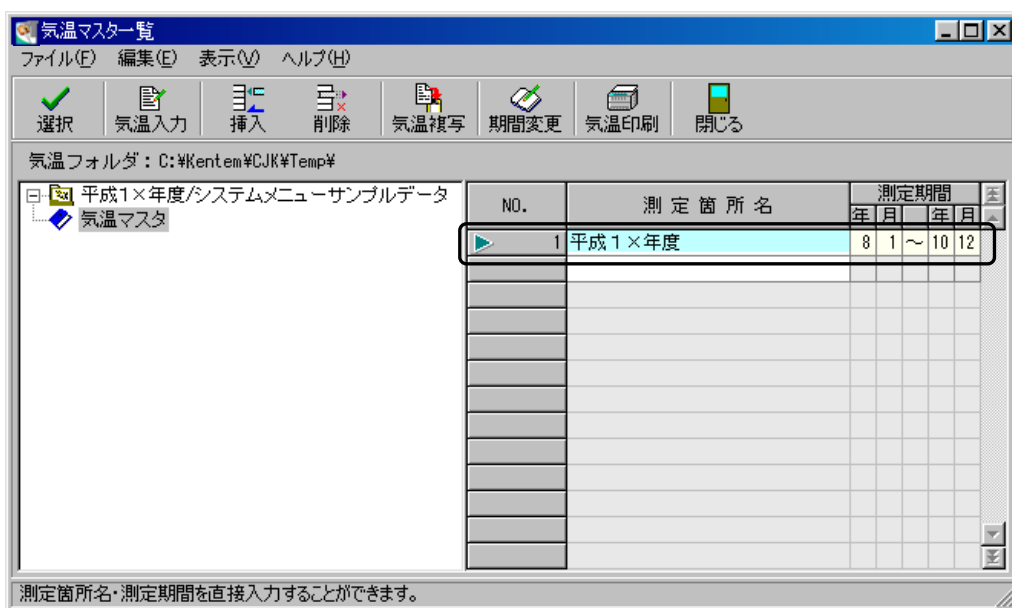 気温マスター覧
ファイル(F) 編集(E) 表示(V) ヘルプ(H)
選択 気温入力 挿入 削除 気温複写 期間変更 気温印刷 閉じる
気温フォルダ：C:¥Kentem¥CJK¥Temp¥
平成1×年度/システムメニューサンプルデータ
気温マスタ
NO. 測定箇所名 測定期間
年 月 年 月
1 平成1×年度 8 1 ～ 10 12
測定箇所名・測定期間を直接入力することができます。